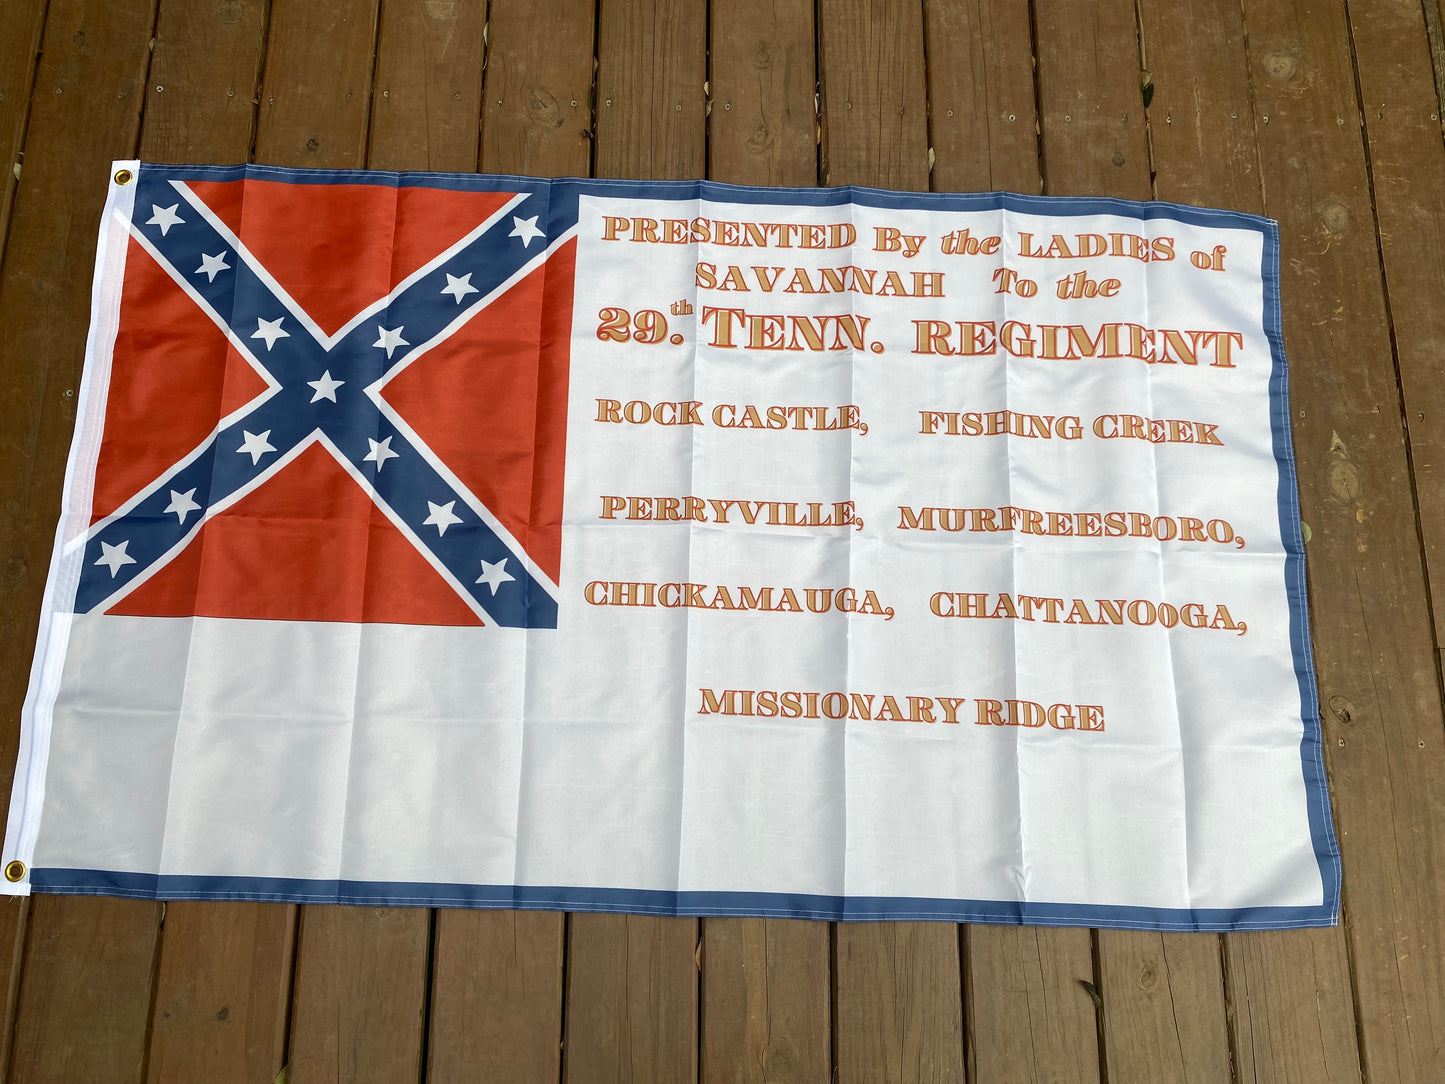 PRESENTED By the LADIES of
SAVANNAH To the
29.th TENN. REGIMENT
ROCK CASTLE, FISHING CREEK
PERRYVILLE, MURFREESBORO,
CHICKAMAUGA, CHATTANOOGA,
MISSIONARY RIDGE